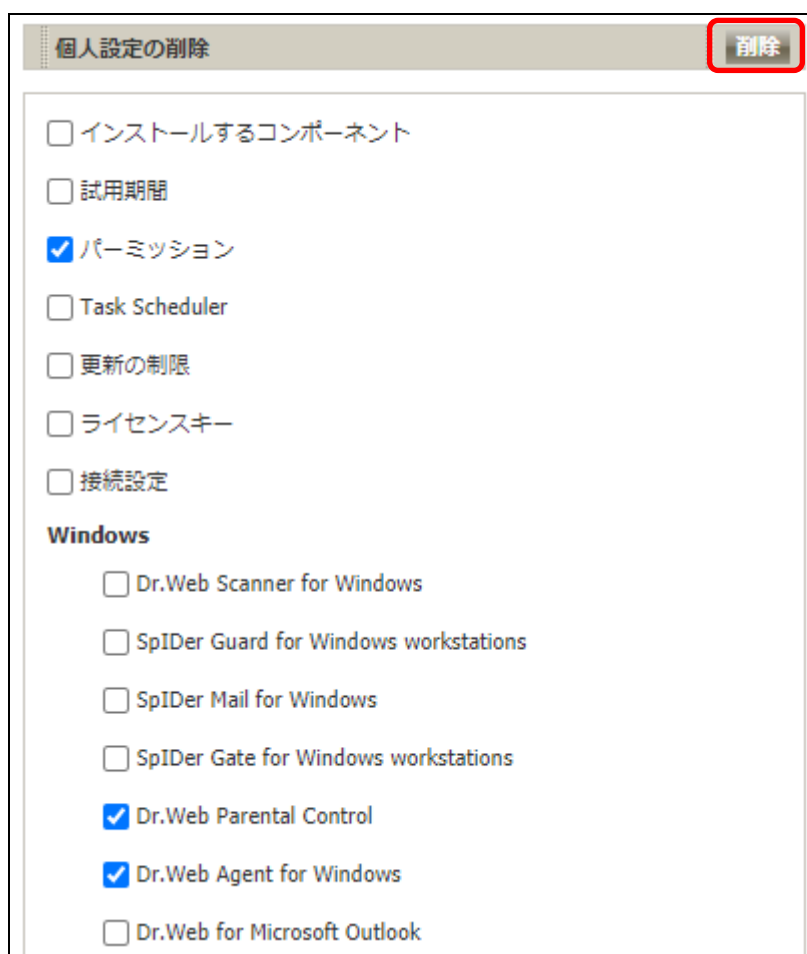 個人設定の削除 削除
インストールするコンポーネント
試用期間
パーミッション
Task Scheduler
更新の制限
ライセンスキー
接続設定
Windows
Dr.Web Scanner for Windows
SpIDer Guard for Windows workstations
SpIDer Mail for Windows
SpIDer Gate for Windows workstations
Dr.Web Parental Control
Dr.Web Agent for Windows
Dr.Web for Microsoft Outlook